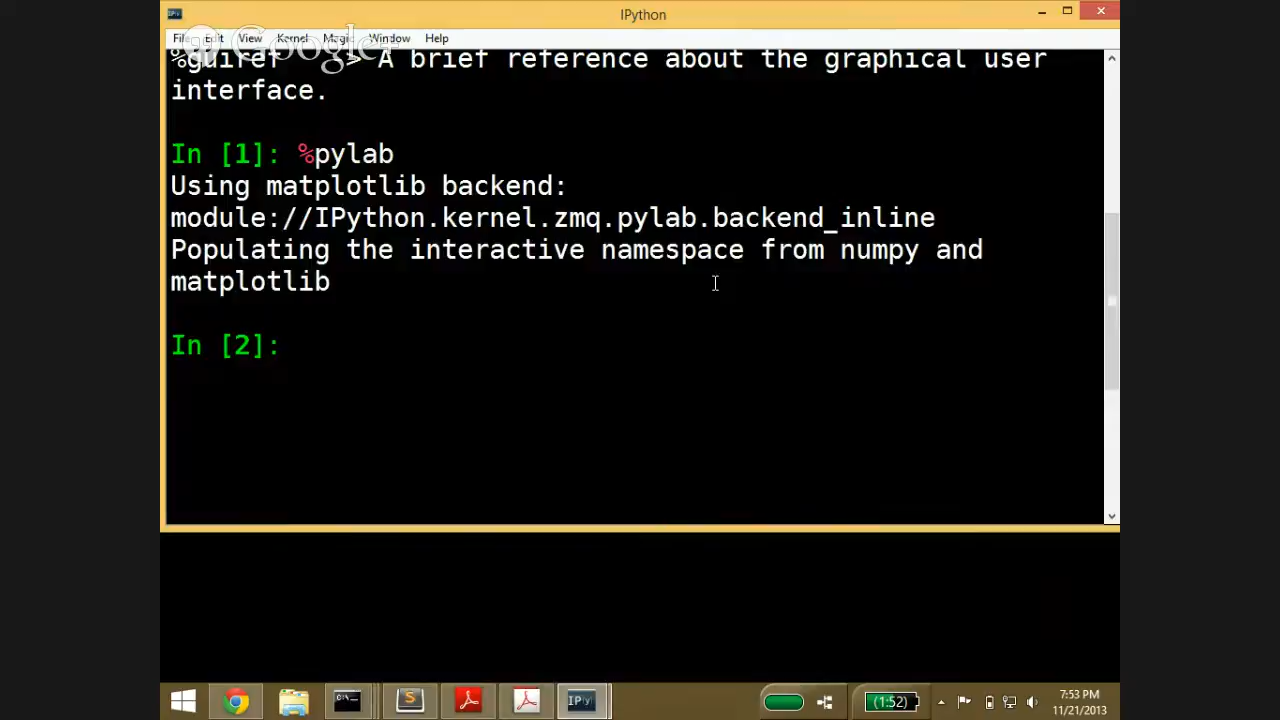 IPython
File Edit View Kernel Magic Window Help
Google+
%guiref -> A brief reference about the graphical user
interface.
In [1]: %pylab
Using matplotlib backend:
module://IPython.kernel.zmq.pylab.backend_inline
Populating the interactive namespace from numpy and
matplotlib
In [2]:
(1:52)
7:53 PM
11/21/2013